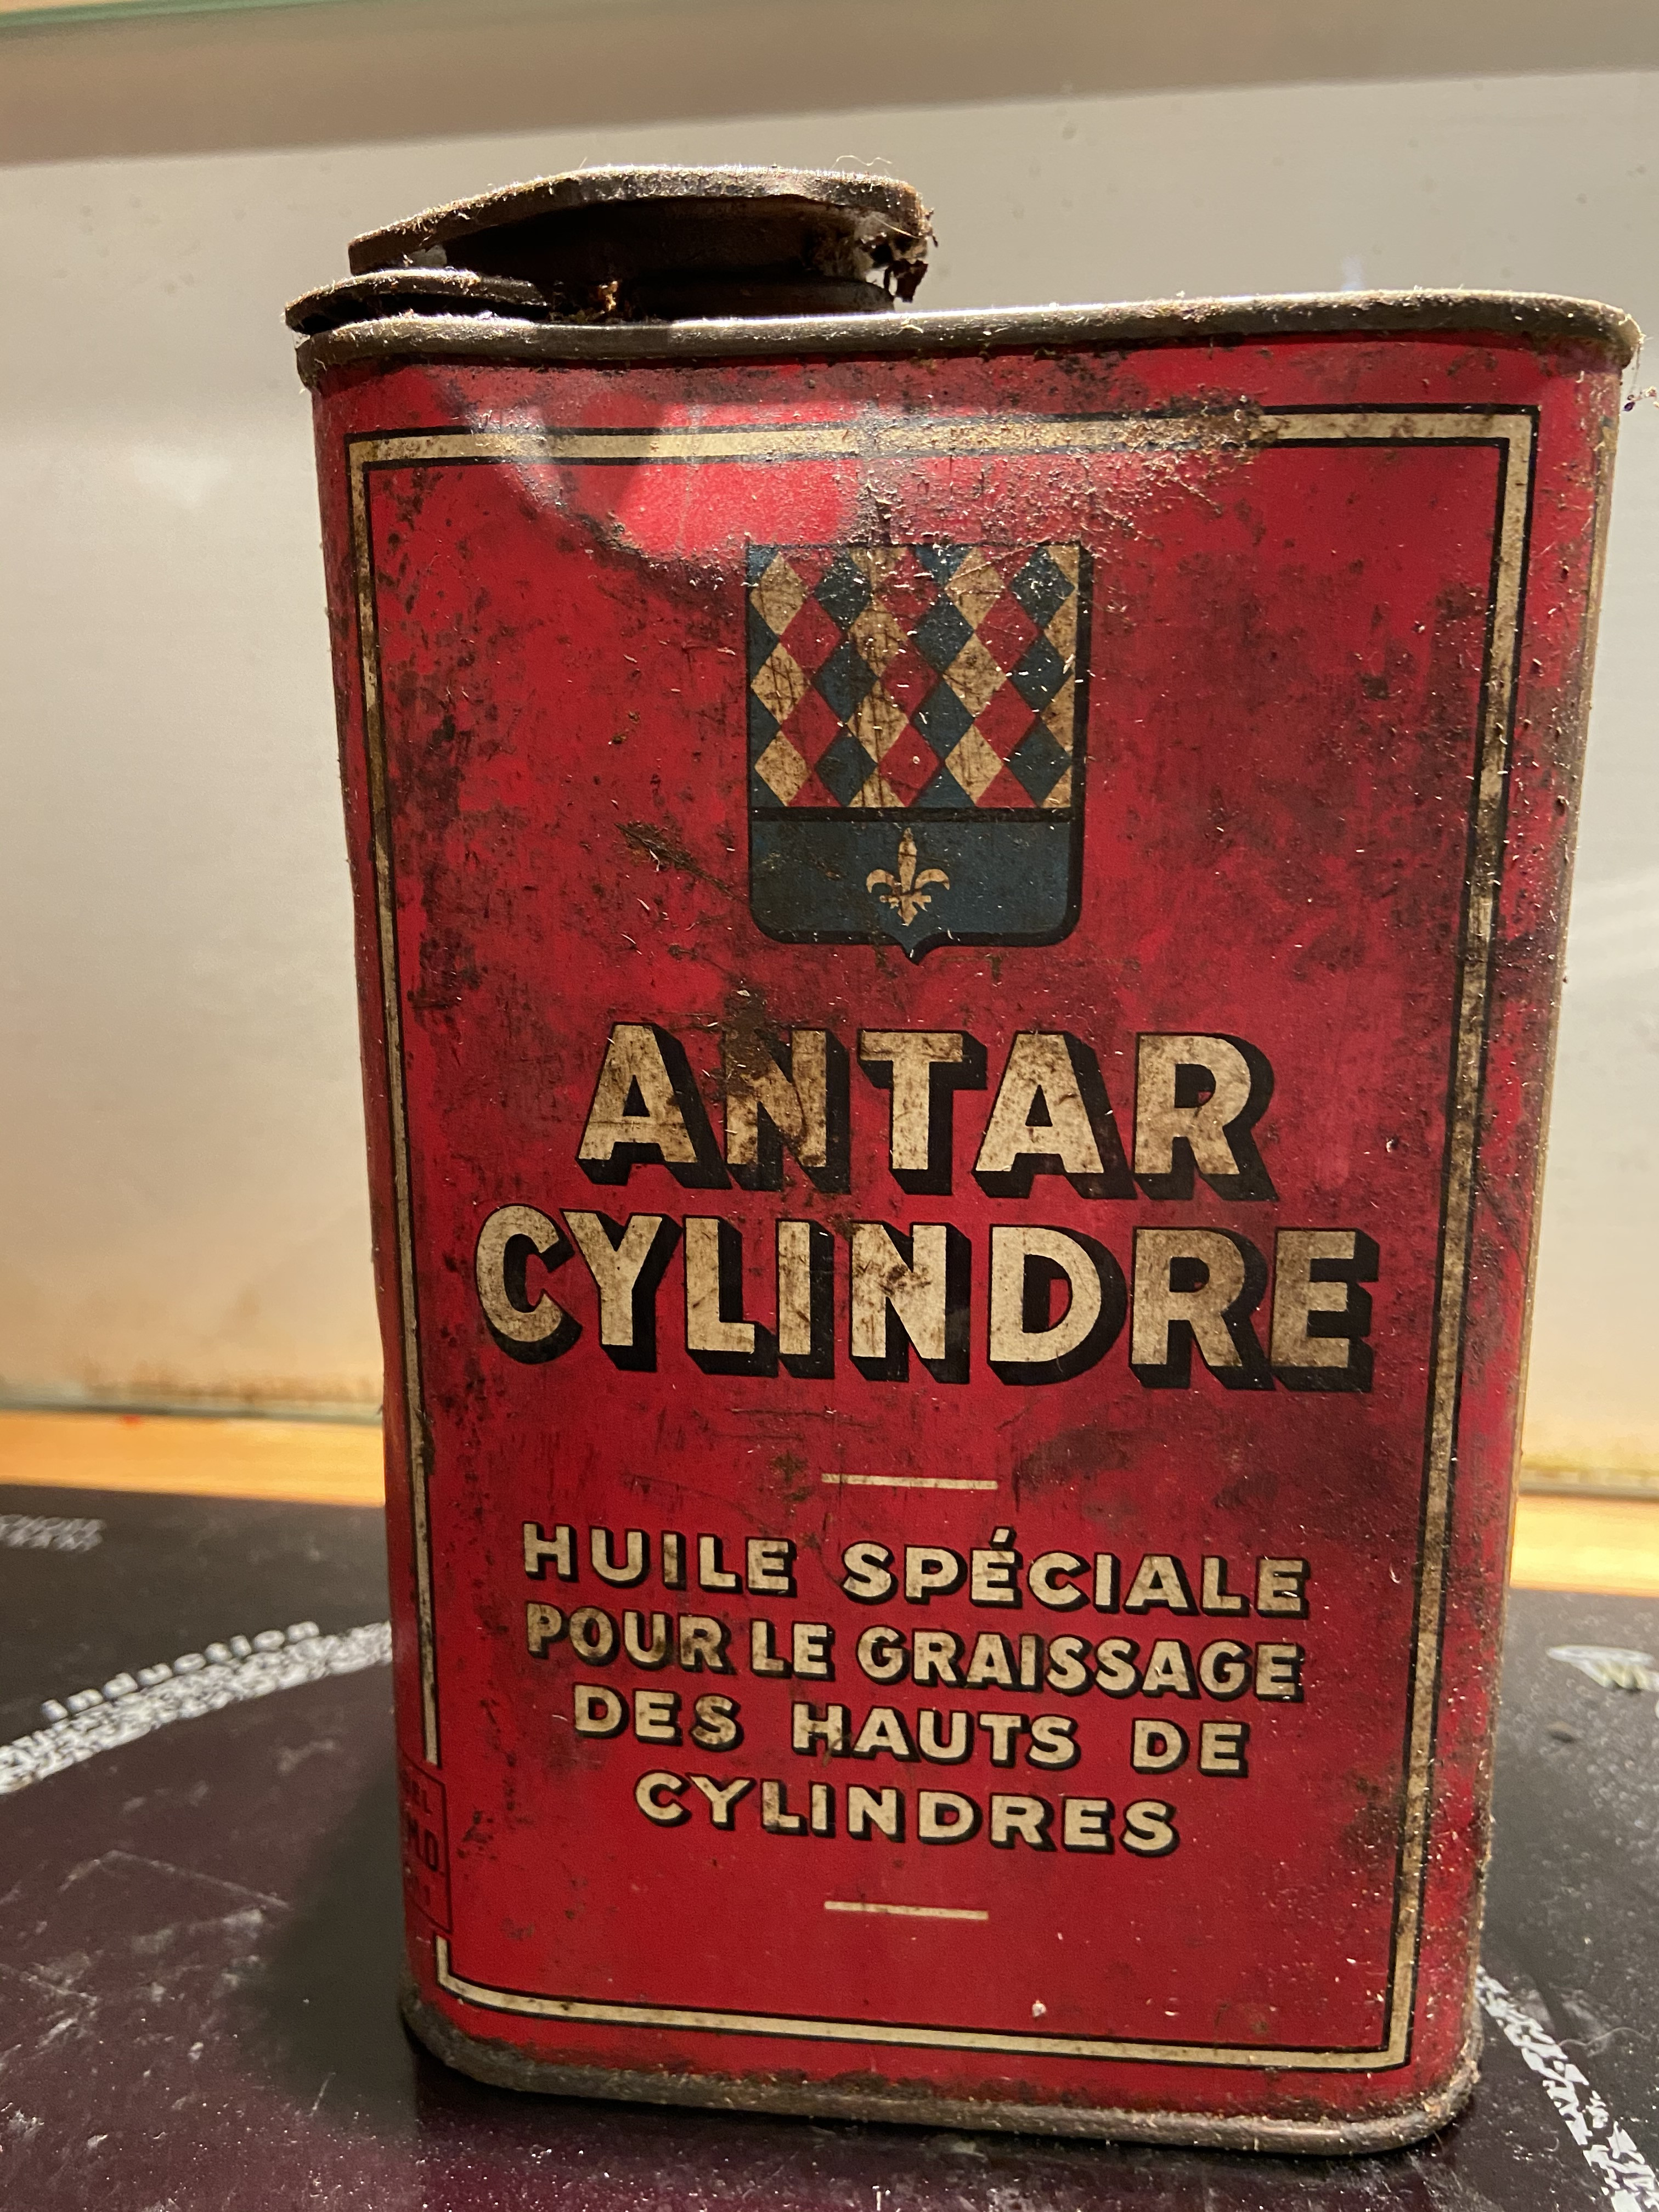 ANTAR
CYLINDRE
HUILE SPÉCIALE
POUR LE GRAISSAGE
DES HAUTS DE
CYLINDRES
induction